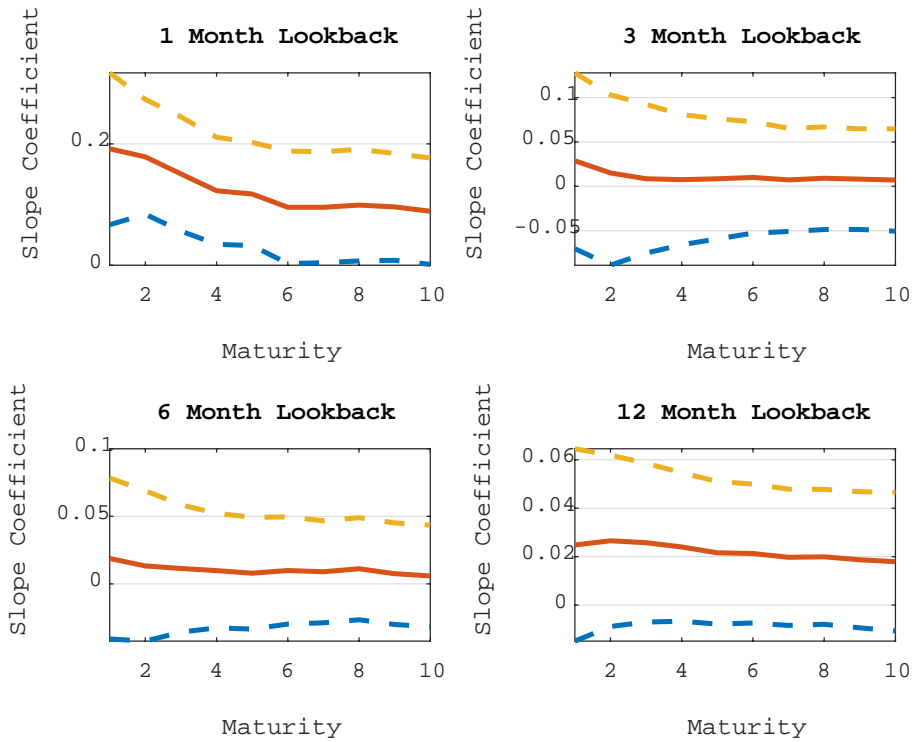 1 Month Lookback
Slope Coefficient
0.2
0
2 4 6 8 10
Maturity
3 Month Lookback
Slope Coefficient
0.1
0.05
0
-0.05
2 4 6 8 10
Maturity
6 Month Lookback
Slope Coefficient
0.1
0.05
0
2 4 6 8 10
Maturity
12 Month Lookback
Slope Coefficient
0.06
0.04
0.02
0
2 4 6 8 10
Maturity